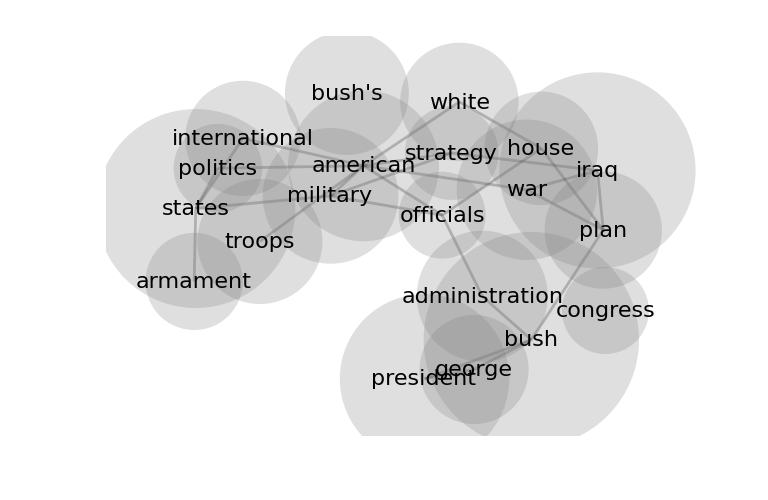 bush's
white
international
house
strategy
politics
american
iraq
military
war
states
officials
plan
troops
armament
administration
congress
bush
george
president